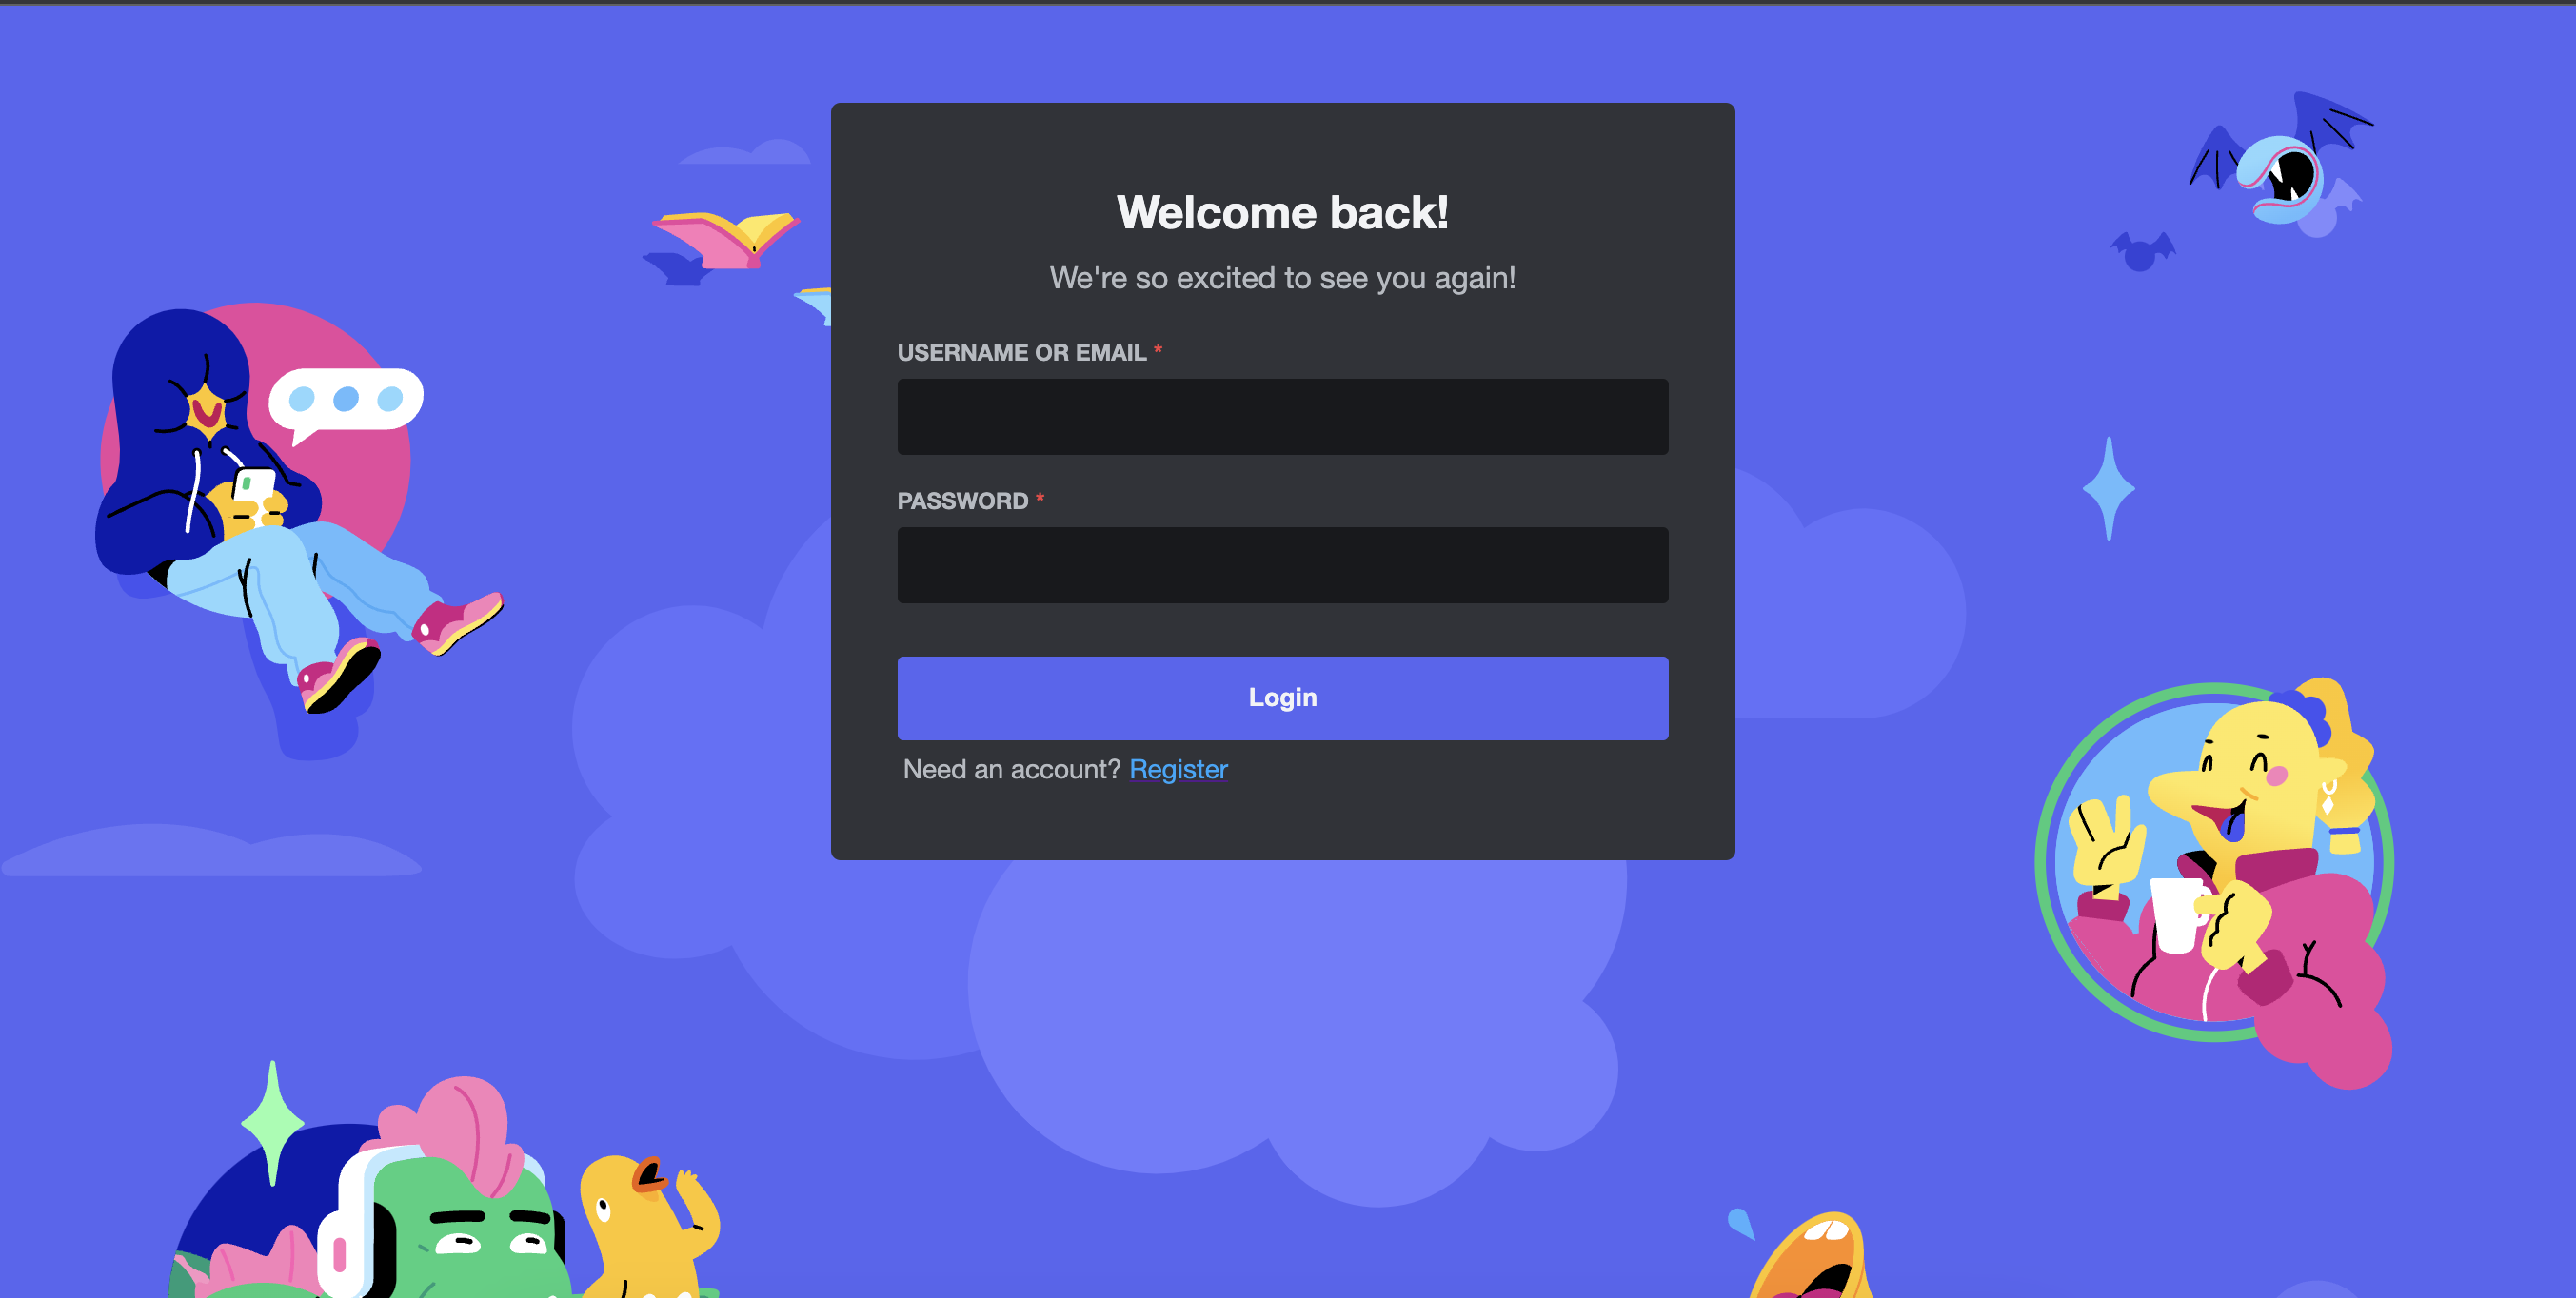 Welcome back!
We're so excited to see you again!
USERNAME OR EMAIL *
PASSWORD *
Login
Need an account? Register